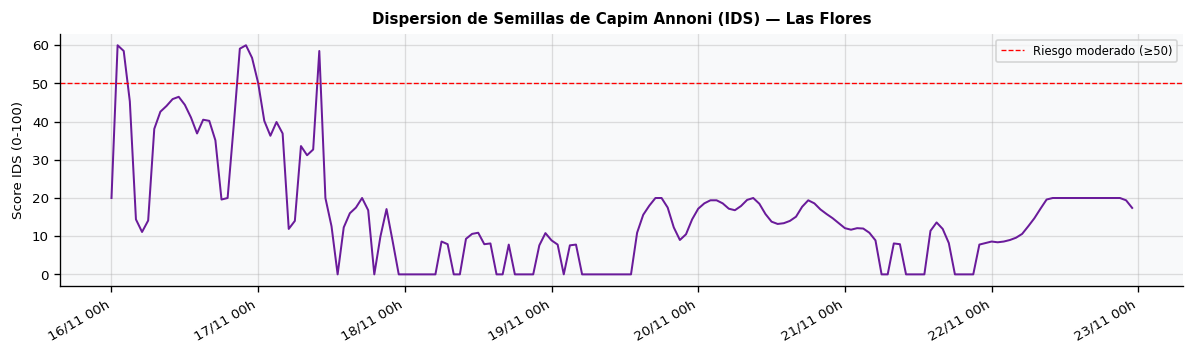 Dispersion de Semillas de Capim Annoni (IDS) — Las Flores
Riesgo moderado (≥50)
Score IDS (0-100)
60
50
40
30
20
10
0
16/11 00h
17/11 00h
18/11 00h
19/11 00h
20/11 00h
21/11 00h
22/11 00h
23/11 00h